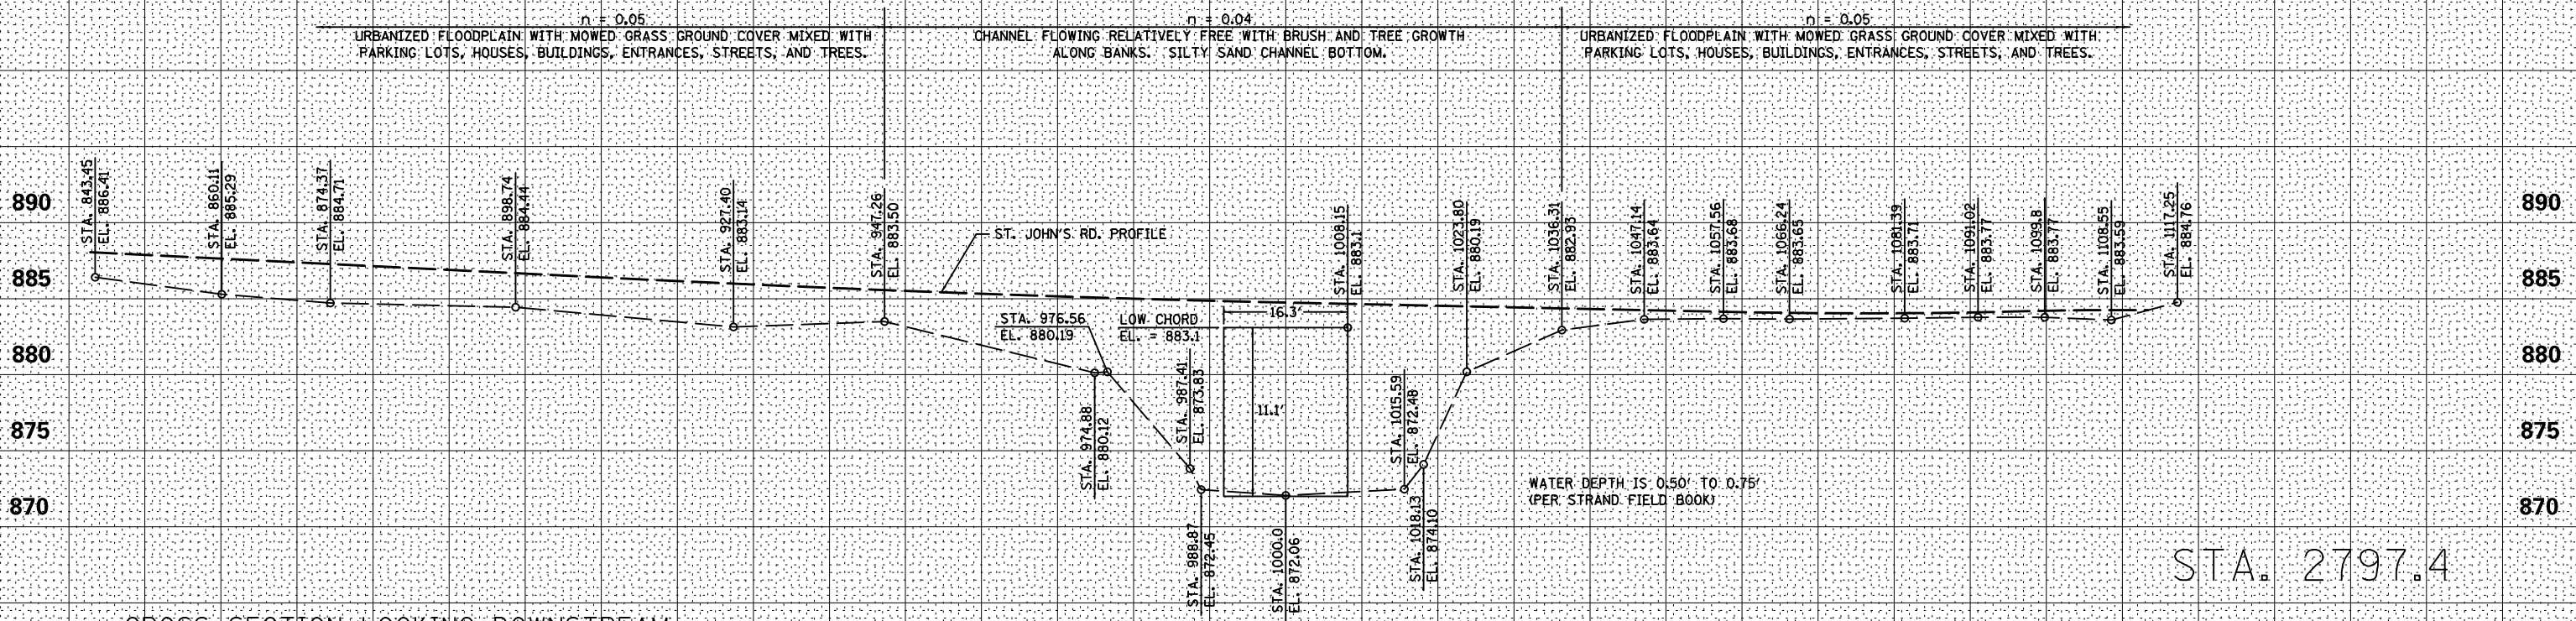 n = 0.05
URBANIZED FLOODPLAIN WITH MOWED GRASS GROUND COVER MIXED WITH
PARKING LOTS, HOUSES, BUILDINGS, ENTRANCES, STREETS, AND TREES.
n = 0.04
CHANNEL FLOWING RELATIVELY FREE WITH BRUSH AND TREE GROWTH
ALONG BANKS. SILTY SAND CHANNEL BOTTOM.
n = 0.05
URBANIZED FLOODPLAIN WITH MOWED GRASS GROUND COVER MIXED WITH
PARKING LOTS, HOUSES, BUILDINGS, ENTRANCES, STREETS, AND TREES.
890
885
880
875
870
STA. 843.45
EL. 886.41
STA. 860.11
EL. 885.29
STA. 874.37
EL. 884.71
STA. 898.74
EL. 884.44
STA. 927.40
EL. 883.14
STA. 947.26
EL. 883.50
ST. JOHN'S RD. PROFILE
STA. 974.88
EL. 880.12
STA. 976.56
EL. 880.19
LOW CHORD
EL. = 883.1
STA. 987.41
EL. 873.83
STA. 988.87
EL. 872.45
16.3'
11.1'
STA. 1000.0
EL. 872.06
STA. 1008.15
EL. 883.1
STA. 1015.59
EL. 872.48
STA. 1018.13
EL. 874.10
STA. 1023.80
EL. 880.19
STA. 1036.31
EL. 882.93
STA. 1047.14
EL. 883.64
STA. 1057.56
EL. 883.68
STA. 1066.24
EL. 883.65
STA. 1081.39
EL. 883.71
STA. 1091.02
EL. 883.77
STA. 1099.8
EL. 883.77
STA. 1108.55
EL. 883.59
STA. 1117.25
EL. 884.76
WATER DEPTH IS 0.50' TO 0.75'
(PER STRAND FIELD BOOK)
890
885
880
875
870
STA. 2797.4
CROSS SECTION LOOKING DOWNSTREAM